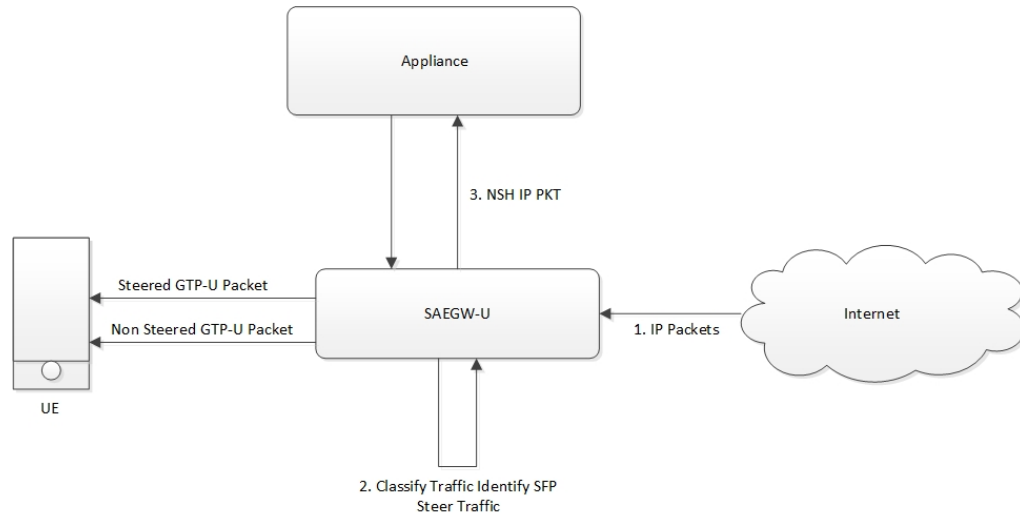 Appliance
3. NSH IP PKT
Steered GTP-U Packet
SAEGW-U
Non Steered GTP-U Packet
1. IP Packets
Internet
UE
2. Classify Traffic Identify SFP
Steer Traffic